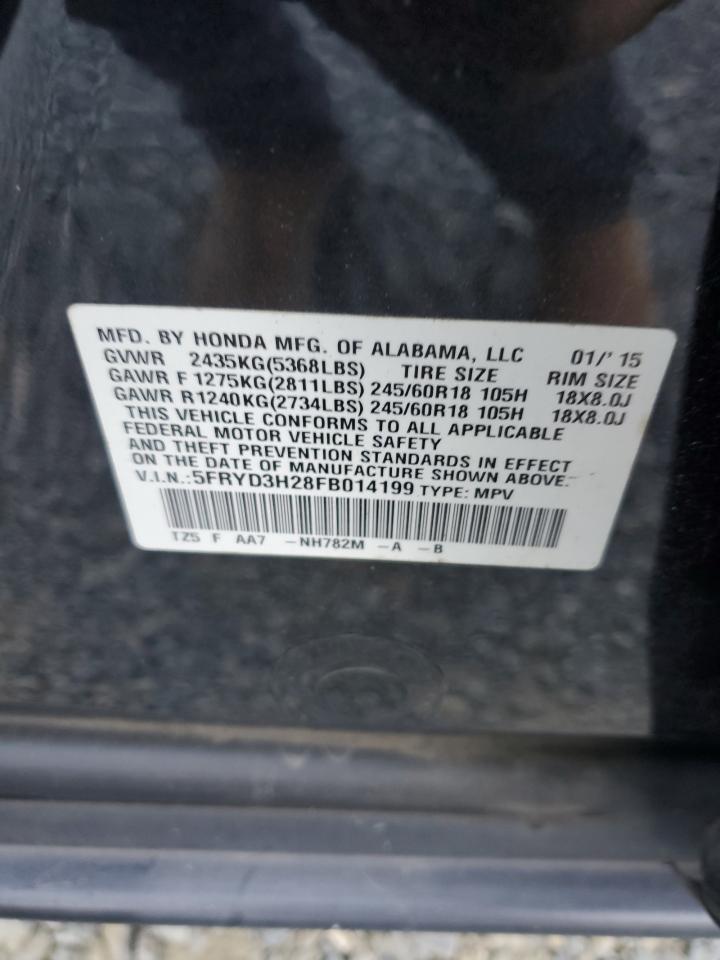 MFD. BY HONDA MFG. OF ALABAMA, LLC 01/'15
GVWR 2435KG(5368LBS) TIRE SIZE RIM SIZE
GAWR F 1275KG(2811LBS) 245/60R18 105H 18X8.0J
GAWR R1240KG(2734LBS) 245/60R18 105H 18X8.0J
THIS VEHICLE CONFORMS TO ALL APPLICABLE
FEDERAL MOTOR VEHICLE SAFETY
AND THEFT PREVENTION STANDARDS IN EFFECT
ON THE DATE OF MANUFACTURE SHOWN ABOVE.
V.I.N.:5FRYD3H28FB014199 TYPE: MPV
TZ5 F AA7 -NH782M -A -B